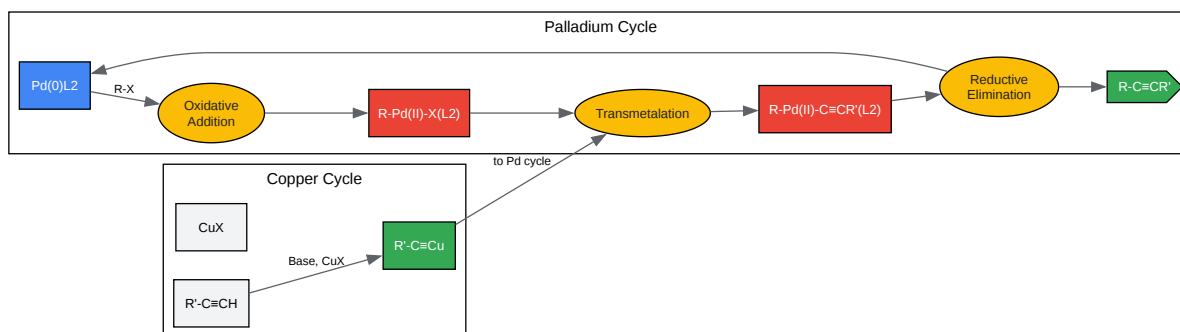 Palladium Cycle
Pd(0)L2
R-X
Oxidative
Addition
R-Pd(II)-X(L2)
Transmetalation
R-Pd(II)-C≡CR'(L2)
Reductive
Elimination
R-C≡CR'
to Pd cycle
Copper Cycle
CuX
R'-C≡Cu
Base, CuX
R'-C≡CH